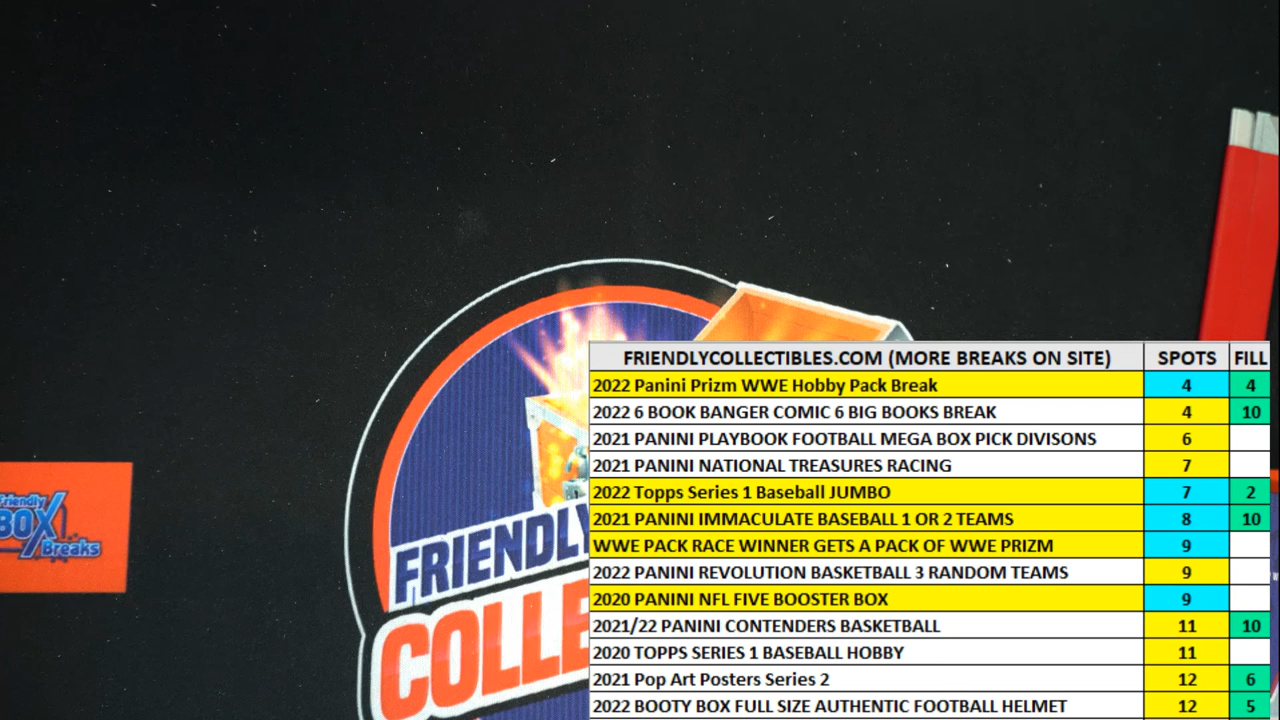 Friendly
BOX
Breaks
FRIENDLY
COLLE
FRIENDLYCOLLECTIBLES.COM (MORE BREAKS ON SITE) SPOTS FILL
2022 Panini Prizm WWE Hobby Pack Break 4 4
2022 6 BOOK BANGER COMIC 6 BIG BOOKS BREAK 4 10
2021 PANINI PLAYBOOK FOOTBALL MEGA BOX PICK DIVISONS 6
2021 PANINI NATIONAL TREASURES RACING 7
2022 Topps Series 1 Baseball JUMBO 7 2
2021 PANINI IMMACULATE BASEBALL 1 OR 2 TEAMS 8 10
WWE PACK RACE WINNER GETS A PACK OF WWE PRIZM 9
2022 PANINI REVOLUTION BASKETBALL 3 RANDOM TEAMS 9
2020 PANINI NFL FIVE BOOSTER BOX 9
2021/22 PANINI CONTENDERS BASKETBALL 11 10
2020 TOPPS SERIES 1 BASEBALL HOBBY 11
2021 Pop Art Posters Series 2 12 6
2022 BOOTY BOX FULL SIZE AUTHENTIC FOOTBALL HELMET 12 5